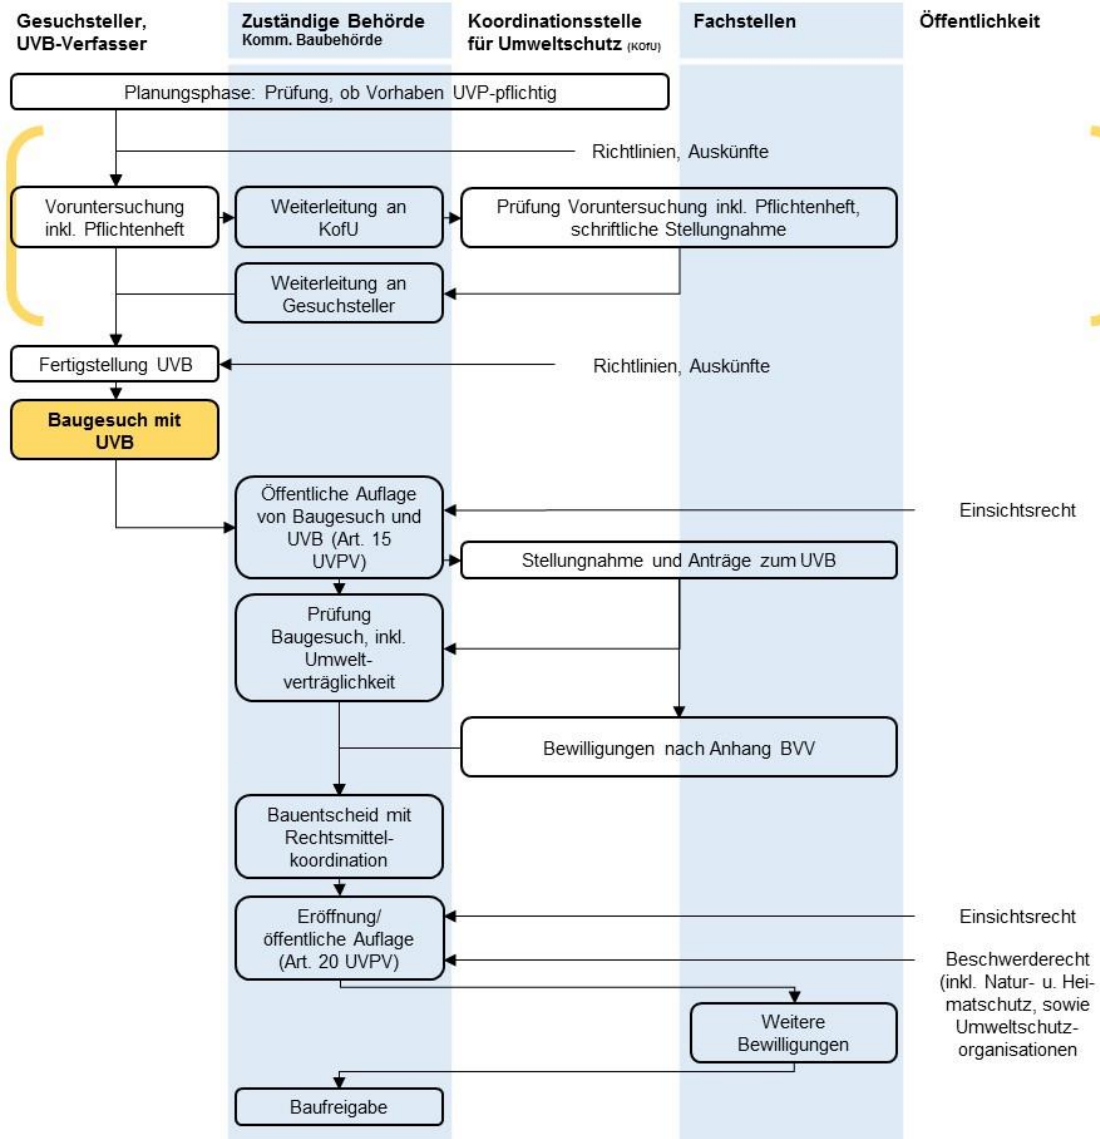 Gesuchsteller,
UVB-Verfasser
Zuständige Behörde
Komm. Baubehörde
Koordinationsstelle
für Umweltschutz (KOfU)
Fachstellen
Öffentlichkeit
Planungsphase: Prüfung, ob Vorhaben UVP-pflichtig
Richtlinien, Auskünfte
Voruntersuchung
inkl. Pflichtenheft
Weiterleitung an
KofU
Prüfung Voruntersuchung inkl. Pflichtenheft,
schriftliche Stellungnahme
Weiterleitung an
Gesuchsteller
Fertigstellung UVB
Richtlinien, Auskünfte
Baugesuch mit
UVB
Öffentliche Auflage
von Baugesuch und
UVB (Art. 15
UVPV)
Einsichtsrecht
Stellungnahme und Anträge zum UVB
Prüfung
Baugesuch, inkl.
Umwelt-
verträglichkeit
Bewilligungen nach Anhang BVV
Bauentscheid mit
Rechtsmittel-
koordination
Eröffnung/
öffentliche Auflage
(Art. 20 UVPV)
Einsichtsrecht
Beschwerderecht
(inkl. Natur- u. Hei-
matschutz, sowie
Umweltschutz-
organisationen
Weitere
Bewilligungen
Baufreigabe